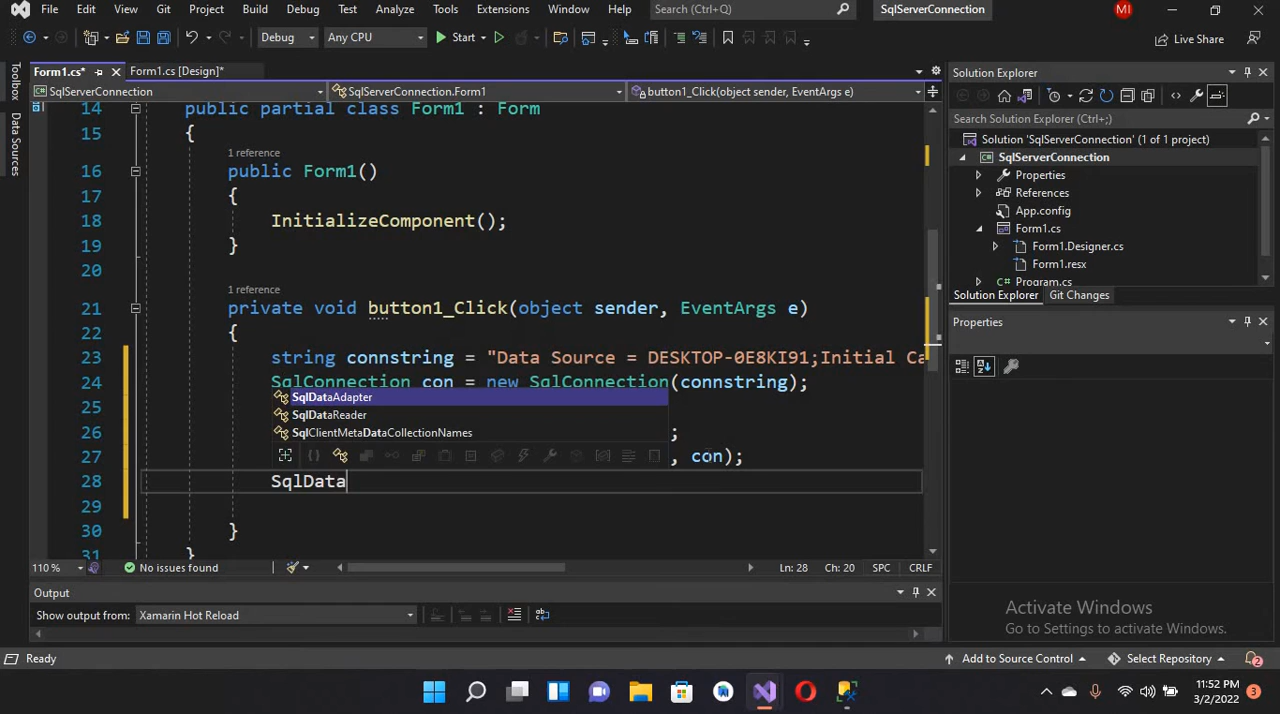 File Edit View Git Project Build Debug Test Analyze Tools Extensions Window Help Search (Ctrl+Q) SqlServerConnection MI
Debug Any CPU Start Live Share
Form1.cs* Form1.cs [Design]*
SqlServerConnection SqlServerConnection.Form1 button1_Click(object sender, EventArgs e)
Toolbox
Data Sources
14 public partial class Form1 : Form
15 {
1 reference
16 public Form1()
17 {
18 InitializeComponent();
19 }
20
1 reference
21 private void button1_Click(object sender, EventArgs e)
22 {
23 string connstring = "Data Source = DESKTOP-0E8KI91;Initial Ca
24 SqlConnection con = new SqlConnection(connstring);
25
SqlDataAdapter
SqlDataReader
26 ;
SqlClientMetaDataCollectionNames
27 , con);
28 SqlData
29
30 }
31 }
110% No issues found Ln: 28 Ch: 20 SPC CRLF
Output
Show output from: Xamarin Hot Reload
Solution Explorer
Search Solution Explorer (Ctrl+;)
Solution 'SqlServerConnection' (1 of 1 project)
SqlServerConnection
Properties
References
App.config
Form1.cs
Form1.Designer.cs
Form1.resx
Program.cs
Solution Explorer Git Changes
Properties
Activate Windows
Go to Settings to activate Windows.
Ready Add to Source Control Select Repository 2
11:52 PM
3/2/2022 3